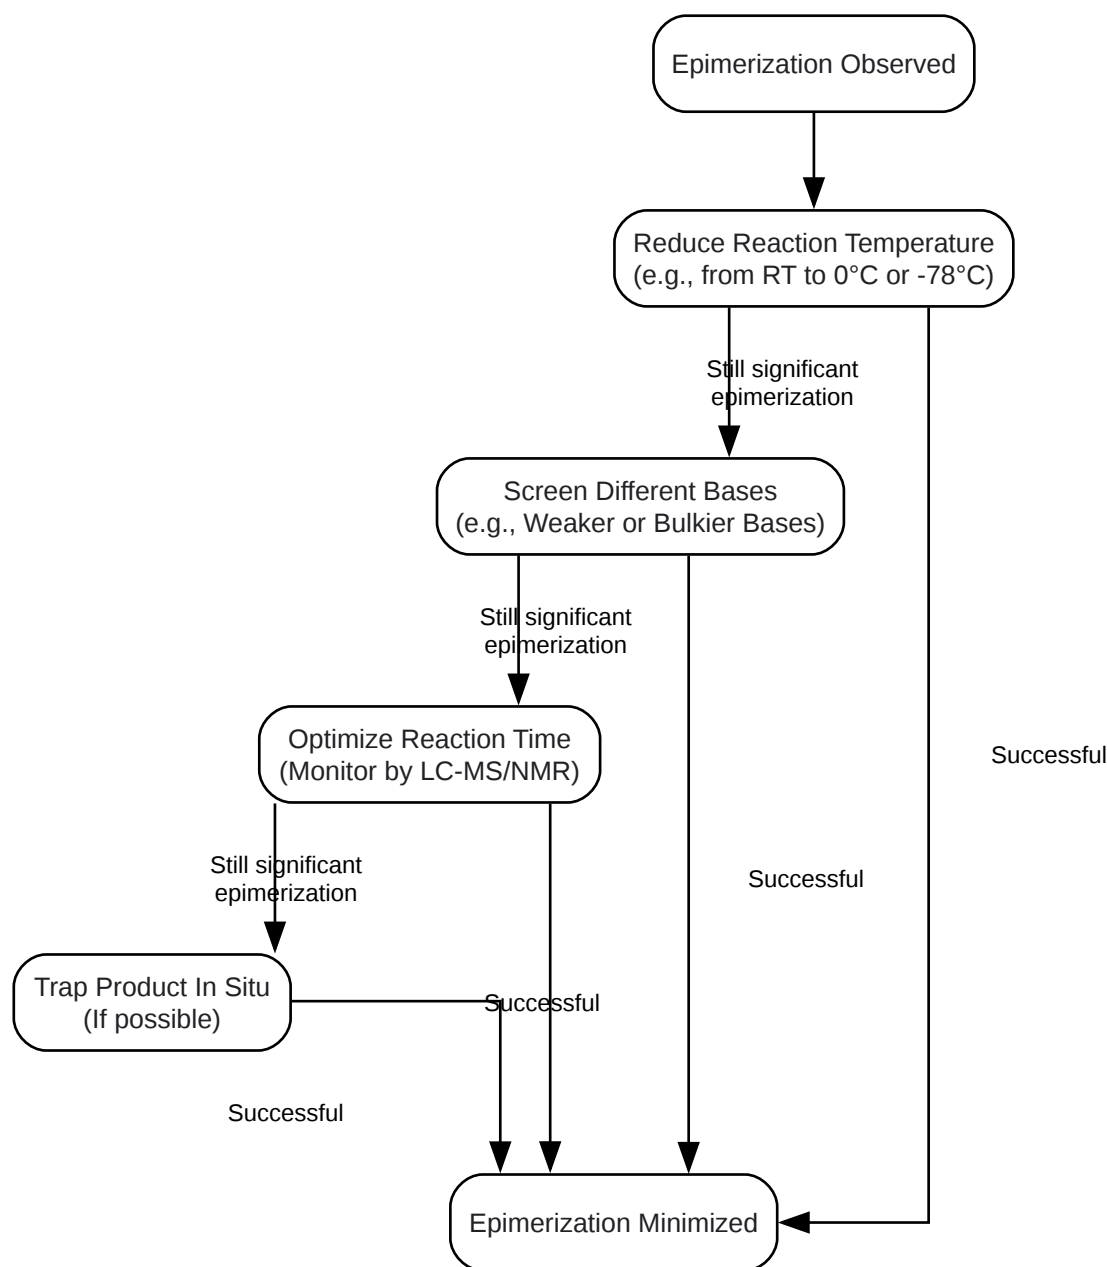 Epimerization Observed
Reduce Reaction Temperature
(e.g., from RT to 0°C or -78°C)
Still significant
epimerization
Screen Different Bases
(e.g., Weaker or Bulkier Bases)
Still significant
epimerization
Optimize Reaction Time
(Monitor by LC-MS/NMR)
Successful
Still significant
epimerization
Successful
Trap Product In Situ
(If possible)
Successful
Successful
Epimerization Minimized